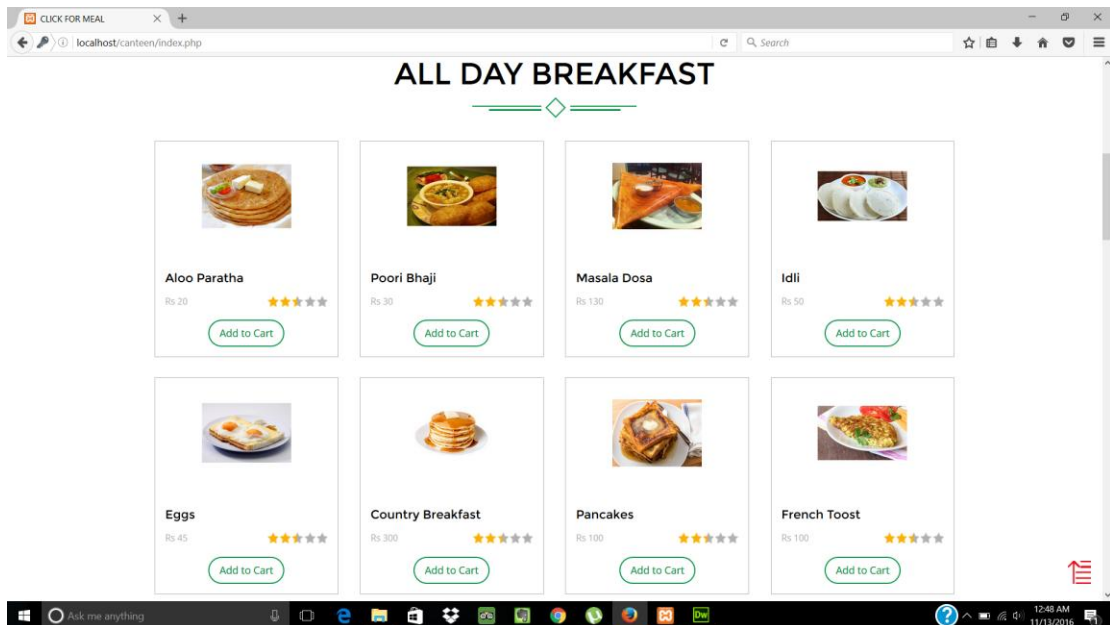 CLICK FOR MEAL
localhost/canteen/index.php
Search
ALL DAY BREAKFAST
Aloo Paratha
Rs 20
Add to Cart
Poori Bhaji
Rs 30
Add to Cart
Masala Dosa
Rs 130
Add to Cart
Idli
Rs 50
Add to Cart
Eggs
Rs 45
Add to Cart
Country Breakfast
Rs 300
Add to Cart
Pancakes
Rs 100
Add to Cart
French Toost
Rs 100
Add to Cart
Ask me anything
Dw
12:48 AM
11/13/2016